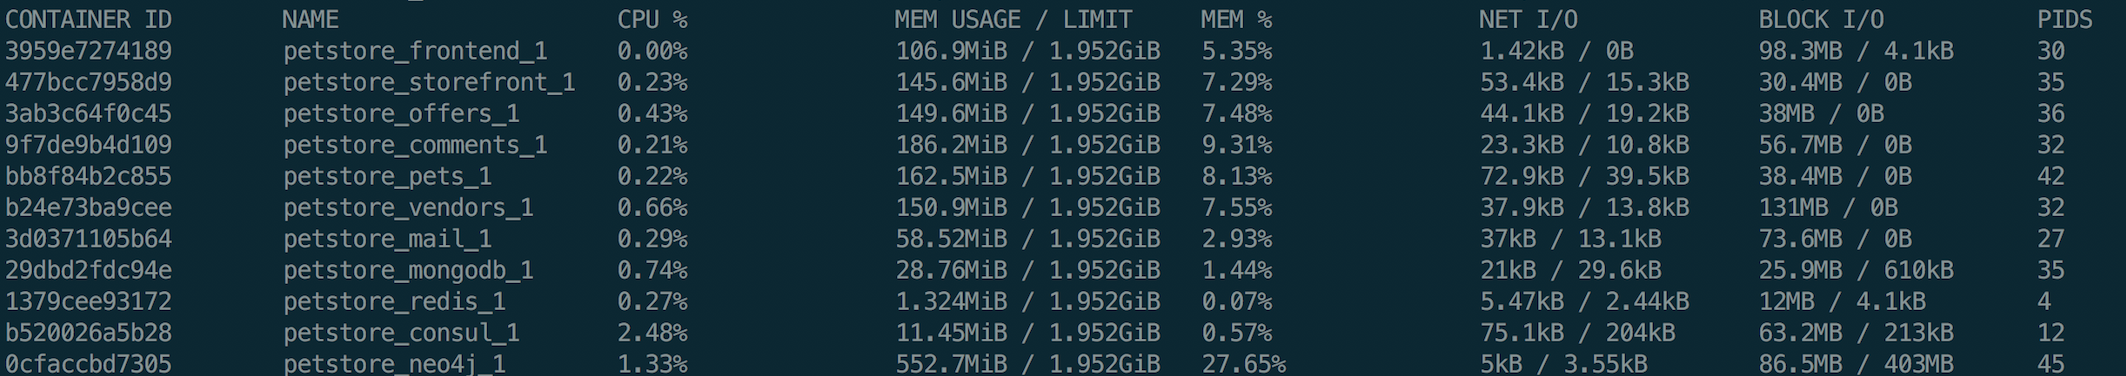 CONTAINER ID NAME CPU % MEM USAGE / LIMIT MEM % NET I/O BLOCK I/O PIDS
3959e7274189 petstore_frontend_1 0.00% 106.9MiB / 1.952GiB 5.35% 1.42kB / 0B 98.3MB / 4.1kB 30
477bcc7958d9 petstore_storefront_1 0.23% 145.6MiB / 1.952GiB 7.29% 53.4kB / 15.3kB 30.4MB / 0B 35
3ab3c64f0c45 petstore_offers_1 0.43% 149.6MiB / 1.952GiB 7.48% 44.1kB / 19.2kB 38MB / 0B 36
9f7de9b4d109 petstore_comments_1 0.21% 186.2MiB / 1.952GiB 9.31% 23.3kB / 10.8kB 56.7MB / 0B 32
bb8f84b2c855 petstore_pets_1 0.22% 162.5MiB / 1.952GiB 8.13% 72.9kB / 39.5kB 38.4MB / 0B 42
b24e73ba9cee petstore_vendors_1 0.66% 150.9MiB / 1.952GiB 7.55% 37.9kB / 13.8kB 131MB / 0B 32
3d0371105b64 petstore_mail_1 0.29% 58.52MiB / 1.952GiB 2.93% 37kB / 13.1kB 73.6MB / 0B 27
29dbd2fdc94e petstore_mongodb_1 0.74% 28.76MiB / 1.952GiB 1.44% 21kB / 29.6kB 25.9MB / 610kB 35
1379cee93172 petstore_redis_1 0.27% 1.324MiB / 1.952GiB 0.07% 5.47kB / 2.44kB 12MB / 4.1kB 4
b520026a5b28 petstore_consul_1 2.48% 11.45MiB / 1.952GiB 0.57% 75.1kB / 204kB 63.2MB / 213kB 12
0cfaccbd7305 petstore_neo4j_1 1.33% 552.7MiB / 1.952GiB 27.65% 5kB / 3.55kB 86.5MB / 403MB 45